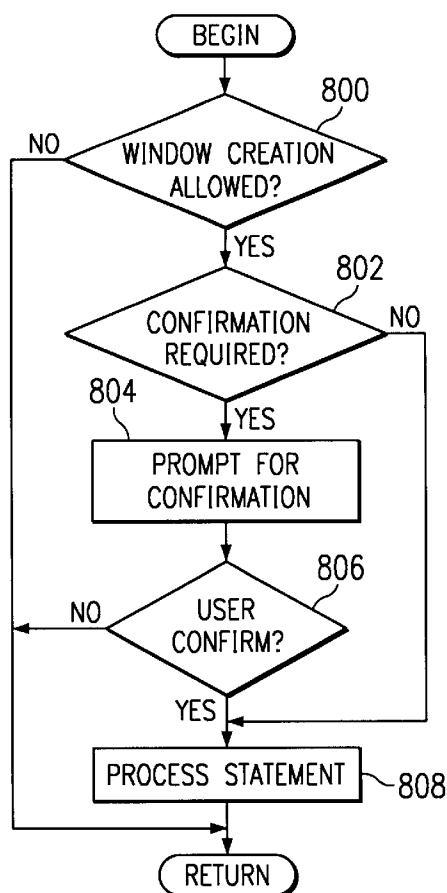 BEGIN
800
NO
WINDOW CREATION
ALLOWED?
YES
802
CONFIRMATION
REQUIRED?
NO
804
YES
PROMPT FOR
CONFIRMATION
806
NO
USER
CONFIRM?
YES
PROCESS STATEMENT
808
RETURN